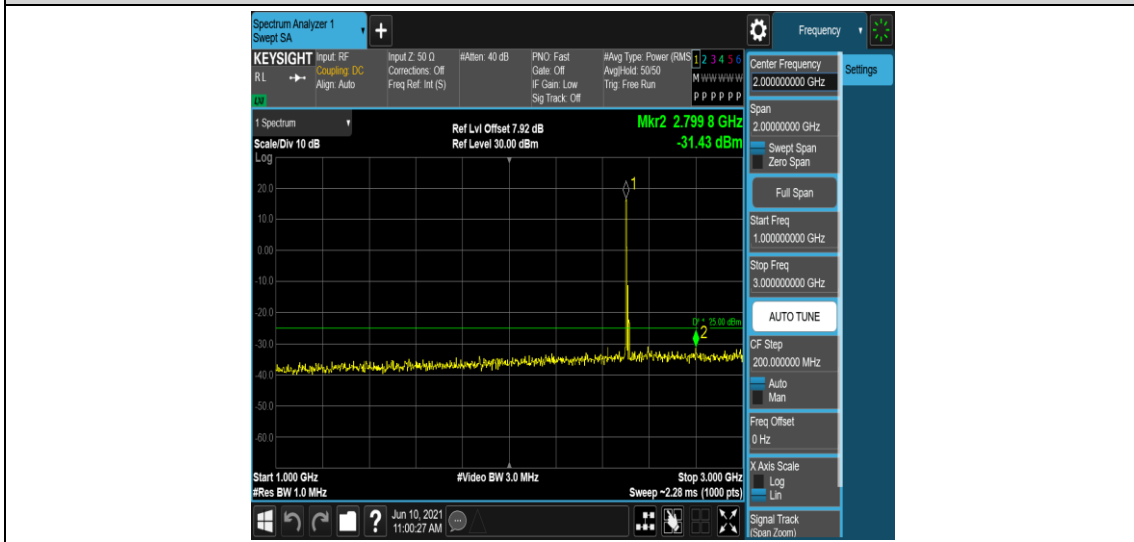 Spectrum Analyzer 1
Swept SA
+
Frequency
KEYSIGHT
RL
LXI
Input: RF
Coupling: DC
Align: Auto
Input Z: 50 Ω
Corrections: Off
Freq Ref: Int (S)
#Atten: 40 dB
PNO: Fast
Gate: Off
IF Gain: Low
Sig Track: Off
#Avg Type: Power (RMS
Avg|Hold: 50/50
Trig: Free Run
1 2 3 4 5 6
M W W W W W
P P P P P P
1 Spectrum
Scale/Div 10 dB
Log
Ref Lvl Offset 7.92 dB
Ref Level 30.00 dBm
Mkr2 2.799 8 GHz
-31.43 dBm
20.0
10.0
0.00
-10.0
-20.0
-30.0
-40.0
-50.0
-60.0
1
25.00 dBm
2
Start 1.000 GHz
#Res BW 1.0 MHz
#Video BW 3.0 MHz
Stop 3.000 GHz
Sweep ~2.28 ms (1000 pts)
Center Frequency
2.000000000 GHz
Settings
Span
2.00000000 GHz
Swept Span
Zero Span
Full Span
Start Freq
1.000000000 GHz
Stop Freq
3.000000000 GHz
AUTO TUNE
CF Step
200.000000 MHz
Auto
Man
Freq Offset
0 Hz
X Axis Scale
Log
Lin
Signal Track
(Span Zoom)
?
Jun 10, 2021
11:00:27 AM